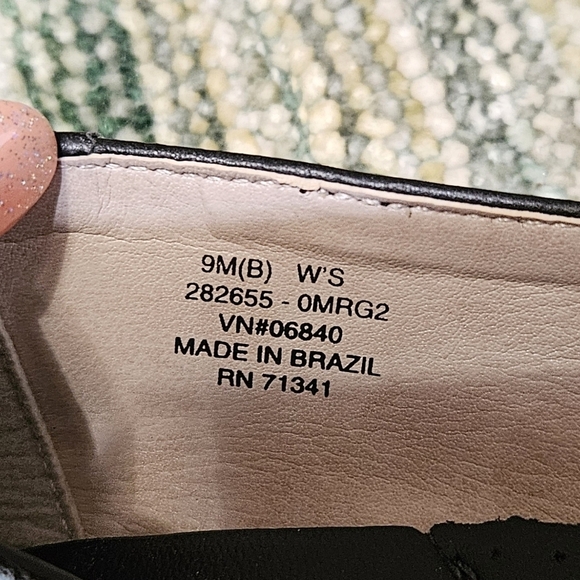 9M(B) W'S
282655 - 0MRG2
VN#06840
MADE IN BRAZIL
RN 71341